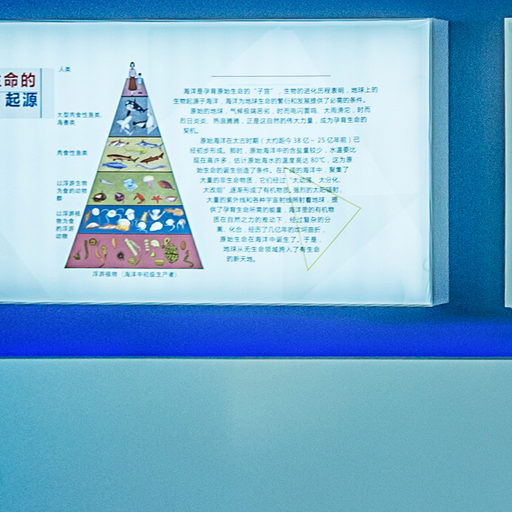 生命的
起源
人类
大型肉食性鱼类、
海兽类
肉食性鱼类
以浮游生物
为食的动物
群
以浮游植
物为食
的浮游
动物
浮游植物（海洋中初级生产者）
海洋是孕育原始生命的“子宫”，生物的进化历程表明，地球上的
生物起源于海洋，海洋为地球生命的繁衍和发展提供了必需的条件。
原始的地球，气候极端恶劣，时而电闪雷鸣、大雨滂沱，时而
烈日炎炎、热浪腾腾，正是这自然的伟大力量，成为孕育生命的
契机。
原始海洋在太古时期（大约距今38亿－25亿年前）已
经初步形成。那时，原始海洋中的含盐量较少，水温要比
现在高许多，估计原始海水的温度高达80℃，这为原
始生命的诞生创造了条件。在广阔的海洋中，聚集了
大量的非生命物质，它们经过“大动荡、大分化、
大改组”逐渐形成了有机物质。强烈的太阳辐射，
大量的紫外线和各种宇宙射线照射着地球，提
供了孕育生命所需的能量，海洋里的有机物
质在自然之力的推动下，经过复杂的分
离、化合，经历了几亿年的坎坷曲折，
原始生命在海洋中诞生了。于是，
地球从无生命领域跨入了有生命
的新天地。